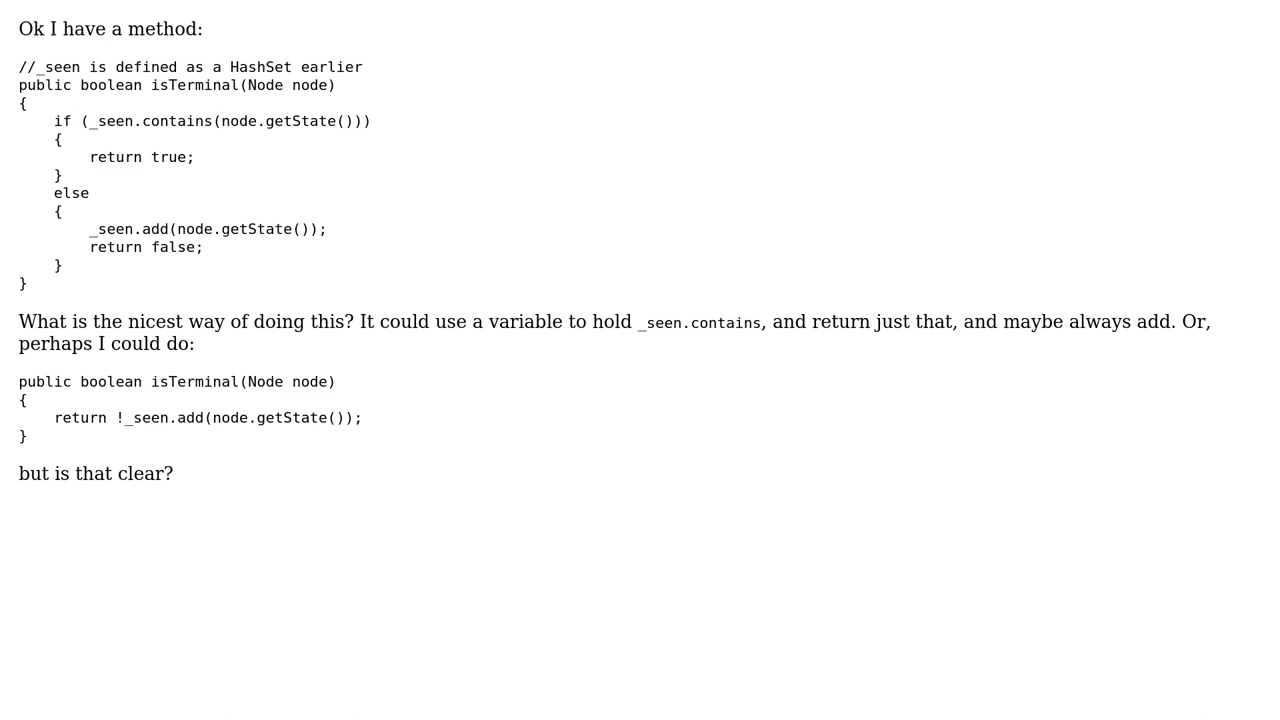 Ok I have a method:
//_seen is defined as a HashSet earlier
public boolean isTerminal(Node node)
{
    if (_seen.contains(node.getState()))
    {
        return true;
    }
    else
    {
        _seen.add(node.getState());
        return false;
    }
}
What is the nicest way of doing this? It could use a variable to hold _seen.contains, and return just that, and maybe always add. Or,
perhaps I could do:
public boolean isTerminal(Node node)
{
    return !_seen.add(node.getState());
}
but is that clear?